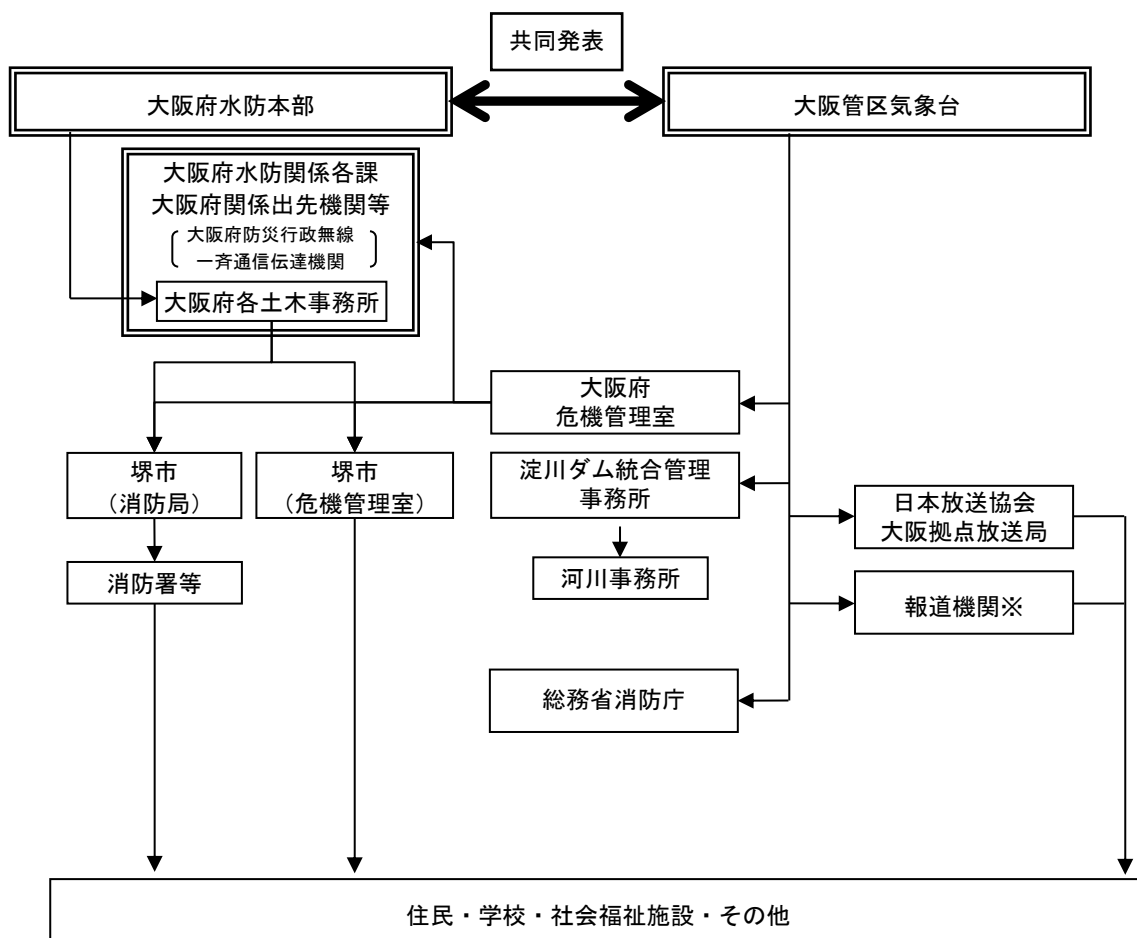 共同発表
大阪府水防本部
大阪管区気象台
大阪府水防関係各課
大阪府関係出先機関等
大阪府防災行政無線
一斉通信伝達機関
大阪府各土木事務所
大阪府
危機管理室
堺市
（消防局）
堺市
（危機管理室）
淀川ダム統合管理
事務所
日本放送協会
大阪拠点放送局
消防署等
河川事務所
報道機関※
総務省消防庁
住民・学校・社会福祉施設・その他